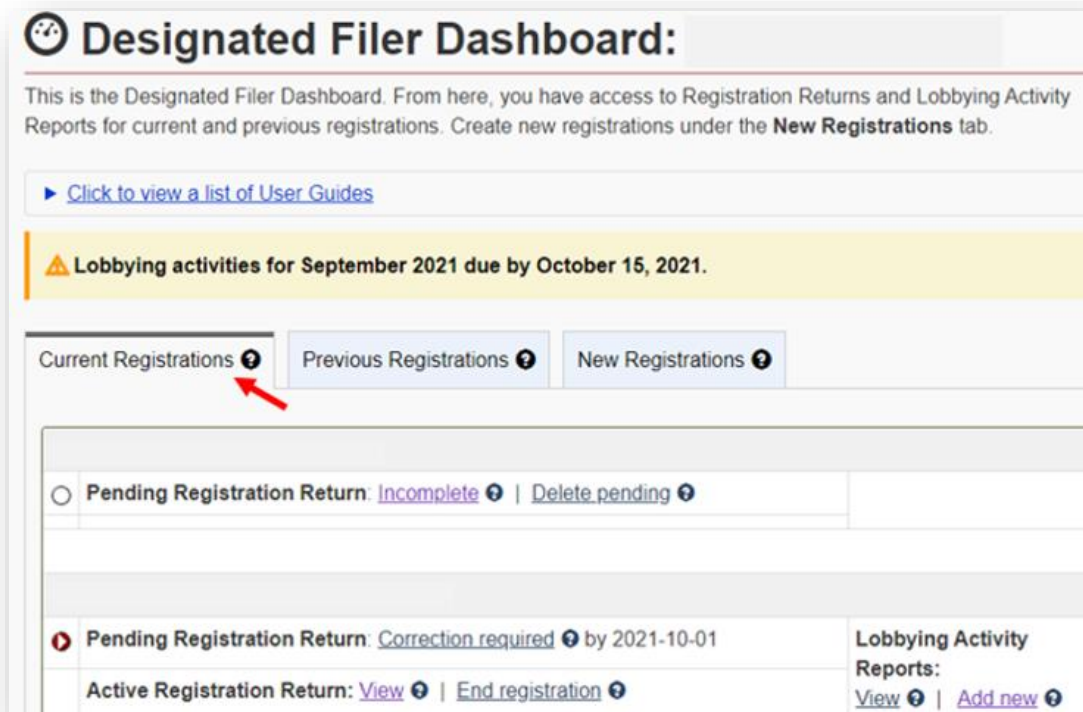 Designated Filer Dashboard:
This is the Designated Filer Dashboard. From here, you have access to Registration Returns and Lobbying Activity
Reports for current and previous registrations. Create new registrations under the New Registrations tab.
Click to view a list of User Guides
Lobbying activities for September 2021 due by October 15, 2021.
Current Registrations ? Previous Registrations ? New Registrations ?
Pending Registration Return: Incomplete ? | Delete pending ?
Pending Registration Return: Correction required ? by 2021-10-01
Lobbying Activity
Reports:
Active Registration Return: View ? | End registration ?
View ? | Add new ?